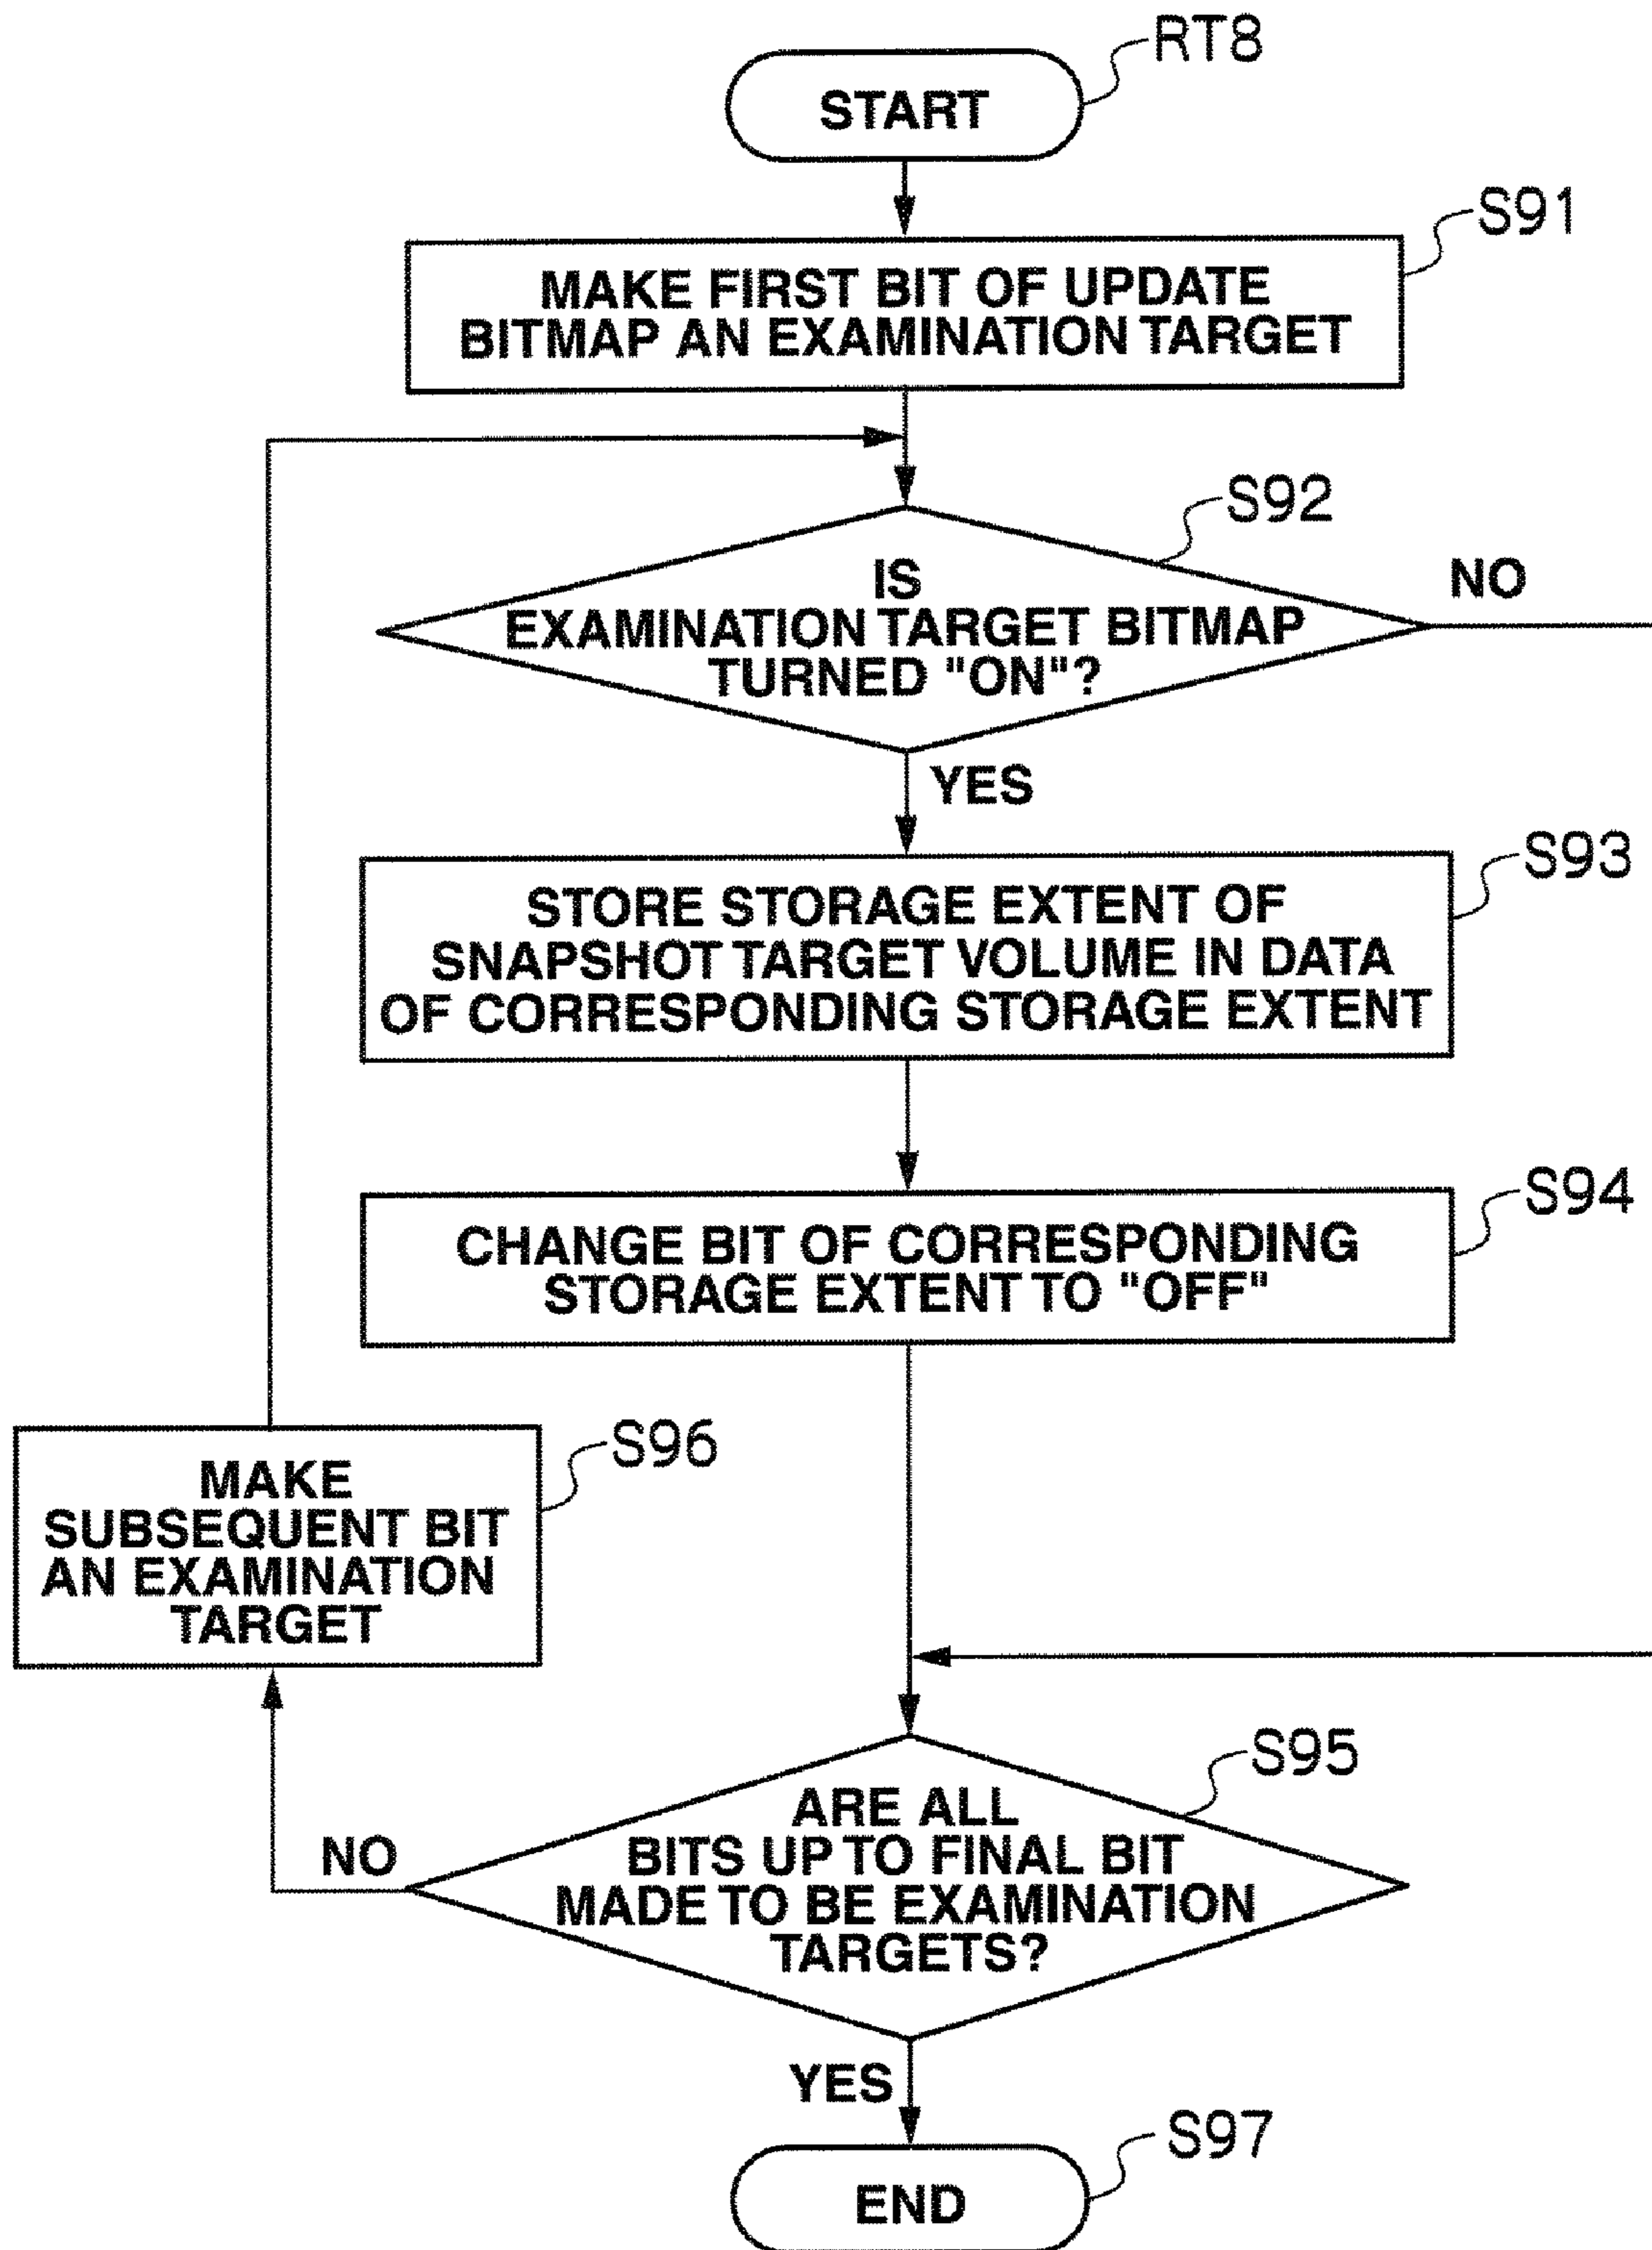 RT8
START
S91
MAKE FIRST BIT OF UPDATE
BITMAP AN EXAMINATION TARGET
S92
IS
EXAMINATION TARGET BITMAP
TURNED "ON"?
NO
YES
S93
STORE STORAGE EXTENT OF
SNAPSHOT TARGET VOLUME IN DATA
OF CORRESPONDING STORAGE EXTENT
S94
CHANGE BIT OF CORRESPONDING
STORAGE EXTENT TO "OFF"
S96
MAKE
SUBSEQUENT BIT
AN EXAMINATION
TARGET
S95
ARE ALL
BITS UP TO FINAL BIT
MADE TO BE EXAMINATION
TARGETS?
NO
YES
S97
END